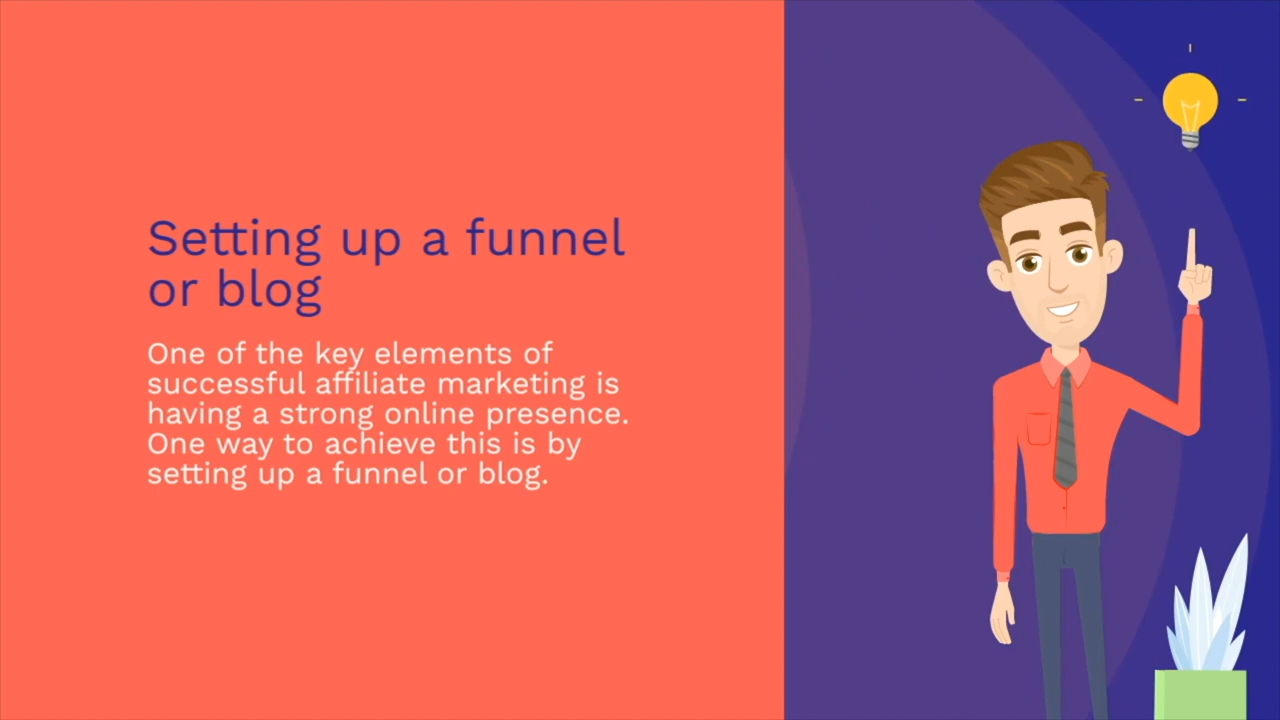 Setting up a funnel
or blog
One of the key elements of
successful affiliate marketing is
having a strong online presence.
One way to achieve this is by
setting up a funnel or blog.